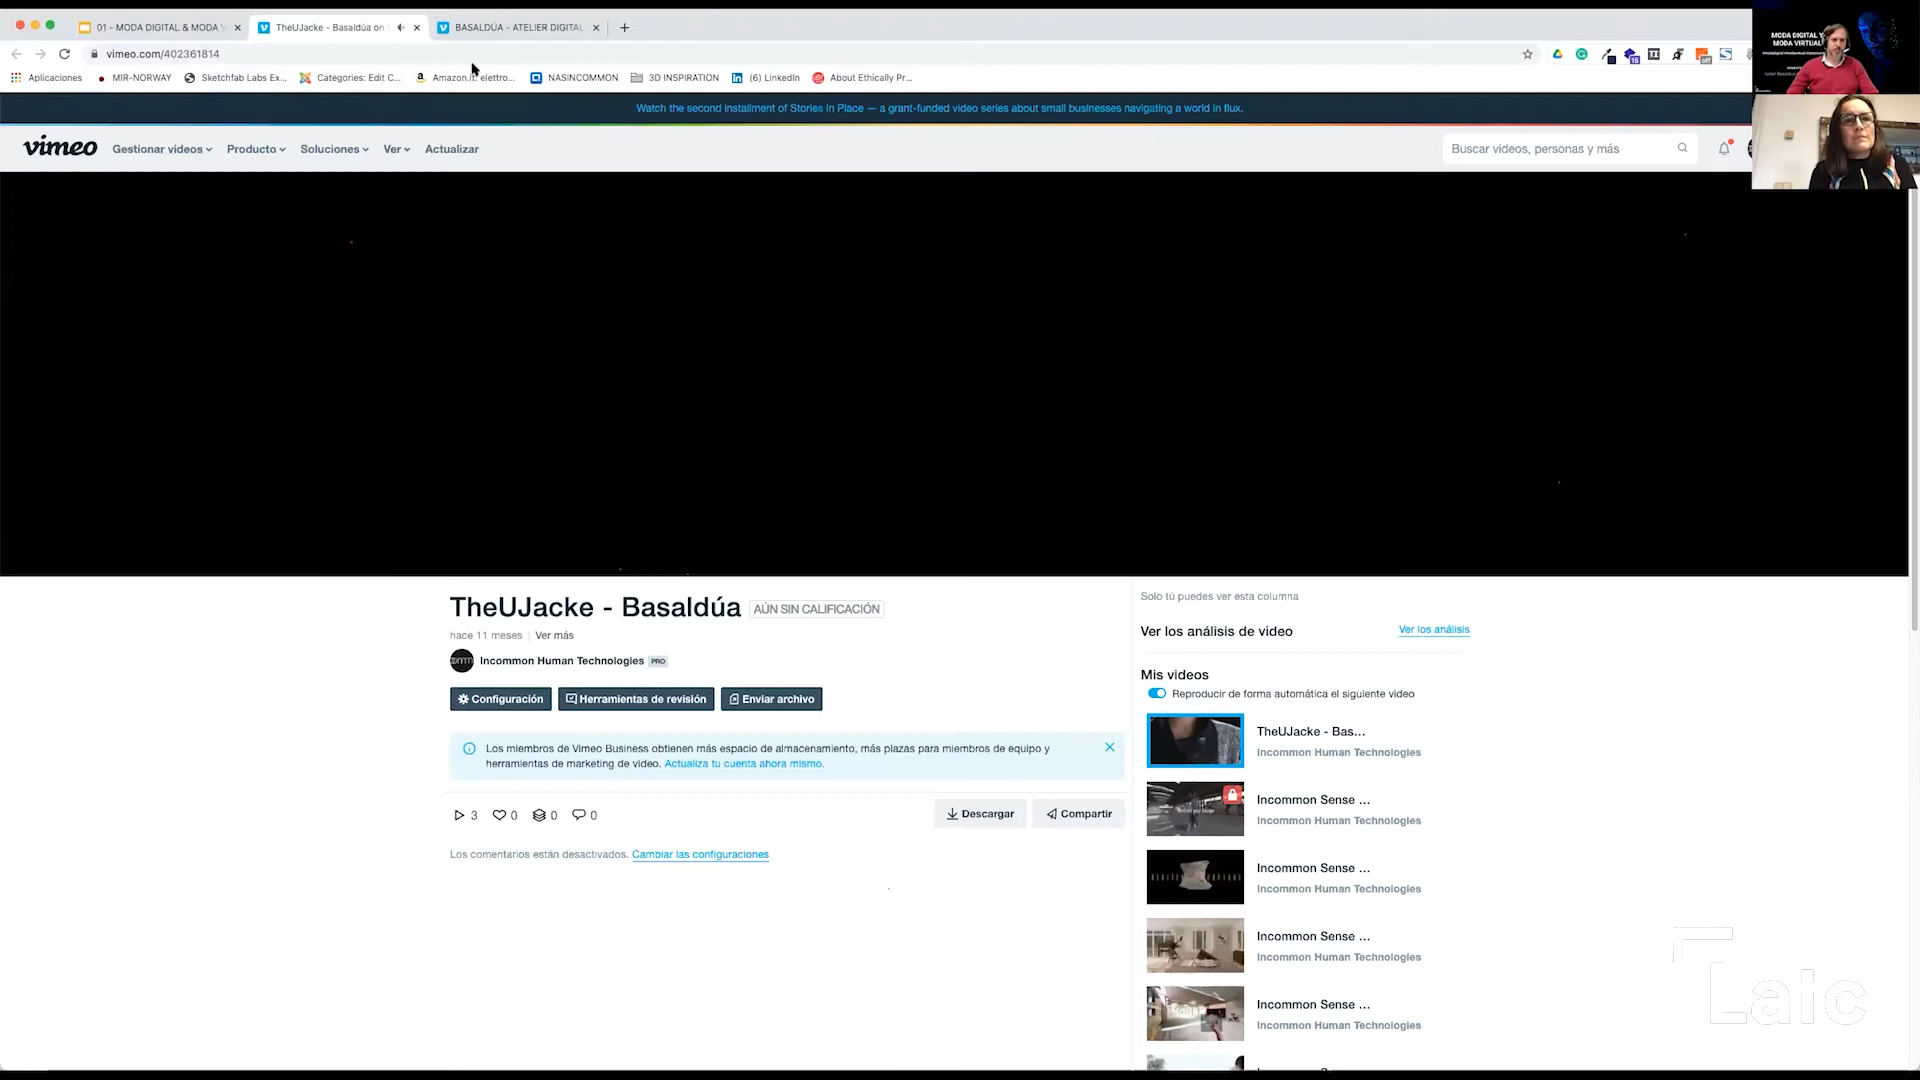 01 - MODA DIGITAL & MODA V
TheUJacke - Basaldúa on
BASALDÚA - ATELIER DIGITAL
vimeo.com/402361814
Aplicaciones
MIR-NORWAY
Sketchfab Labs Ex...
Categories: Edit C...
Amazon.it: elettro...
NASINCOMMON
3D INSPIRATION
(6) LinkedIn
About Ethically Pr...
MODA DIGITAL Y
MODA VIRTUAL
Watch the second installment of Stories in Place — a grant-funded video series about small businesses navigating a world in flux.
vimeo
Gestionar videos
Producto
Soluciones
Ver
Actualizar
Buscar videos, personas y más
TheUJacke - Basaldúa
AÚN SIN CALIFICACIÓN
hace 11 meses
Ver más
Incommon Human Technologies PRO
Configuración
Herramientas de revisión
Enviar archivo
Los miembros de Vimeo Business obtienen más espacio de almacenamiento, más plazas para miembros de equipo y
herramientas de marketing de video. Actualiza tu cuenta ahora mismo.
3
0
0
0
Descargar
Compartir
Los comentarios están desactivados. Cambiar las configuraciones
Solo tú puedes ver esta columna
Ver los análisis de video
Ver los análisis
Mis videos
Reproducir de forma automática el siguiente video
TheUJacke - Bas...
Incommon Human Technologies
Incommon Sense ...
Incommon Human Technologies
Incommon Sense ...
Incommon Human Technologies
Incommon Sense ...
Incommon Human Technologies
Incommon Sense ...
Incommon Human Technologies
Laic